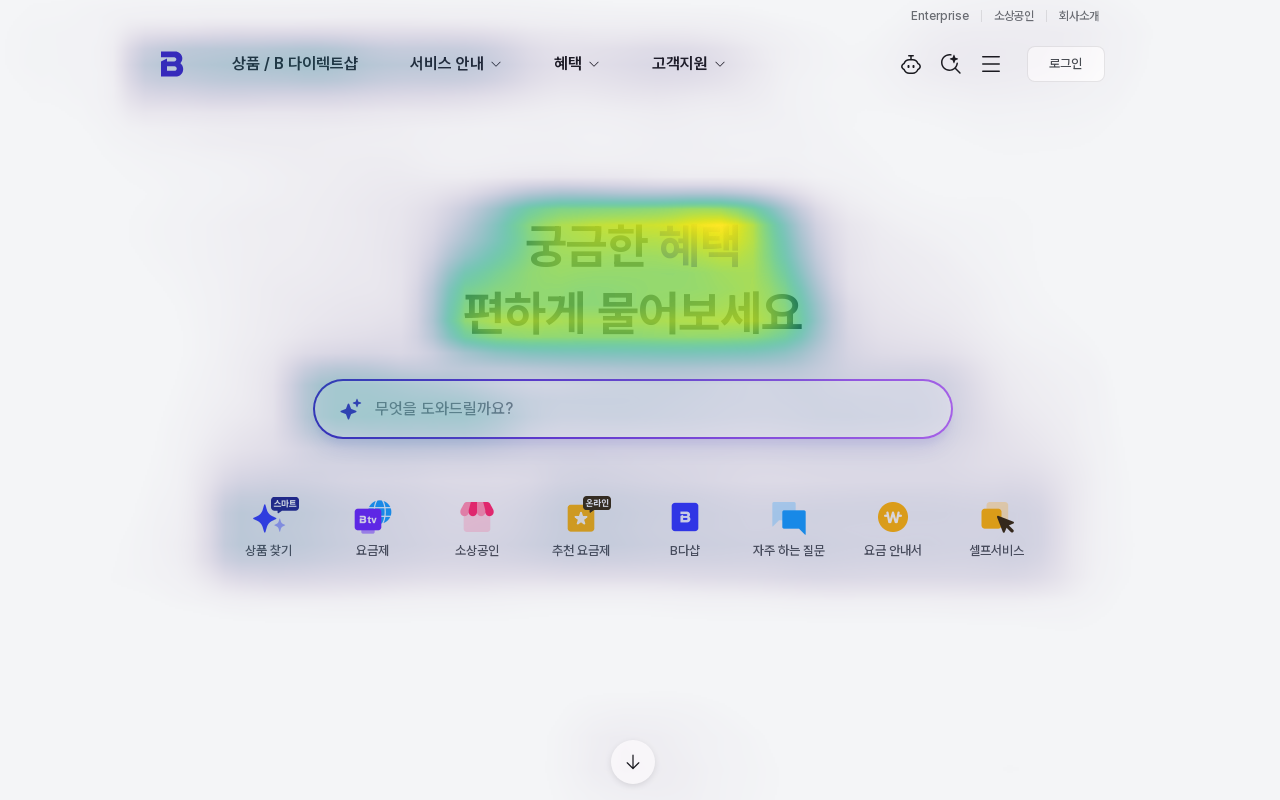 Enterprise 소상공인 회사소개
B 상품 / B 다이렉트샵 서비스 안내 혜택 고객지원 로그인
궁금한 혜택
편하게 물어보세요
무엇을 도와드릴까요?
스마트 B tv 온라인 B
상품 찾기 요금제 소상공인 추천 요금제 B다샵 자주 하는 질문 요금 안내서 셀프서비스